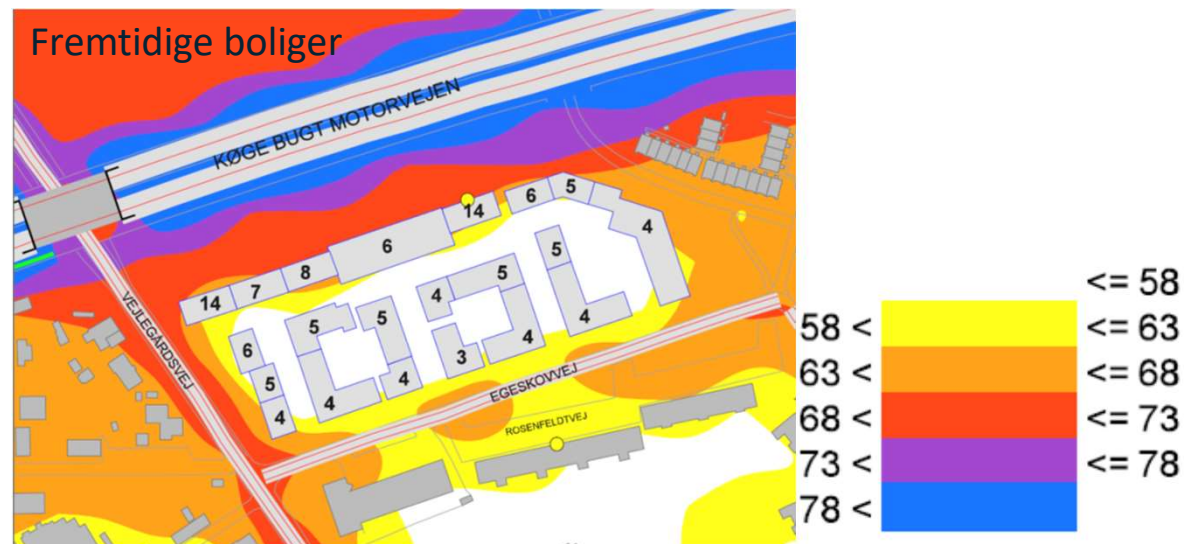 Fremtidige boliger
KØGE BUGT MOTORVEJEN
14
6
5
4
6
5
8
7
14
VEJLEGÅRDSVEJ
6
5
4
5
4
5
4
4
5
3
4
5
4
EGESKOVVEJ
ROSENFELDTVEJ
<= 58
58 < <= 63
63 < <= 68
68 < <= 73
73 < <= 78
78 <